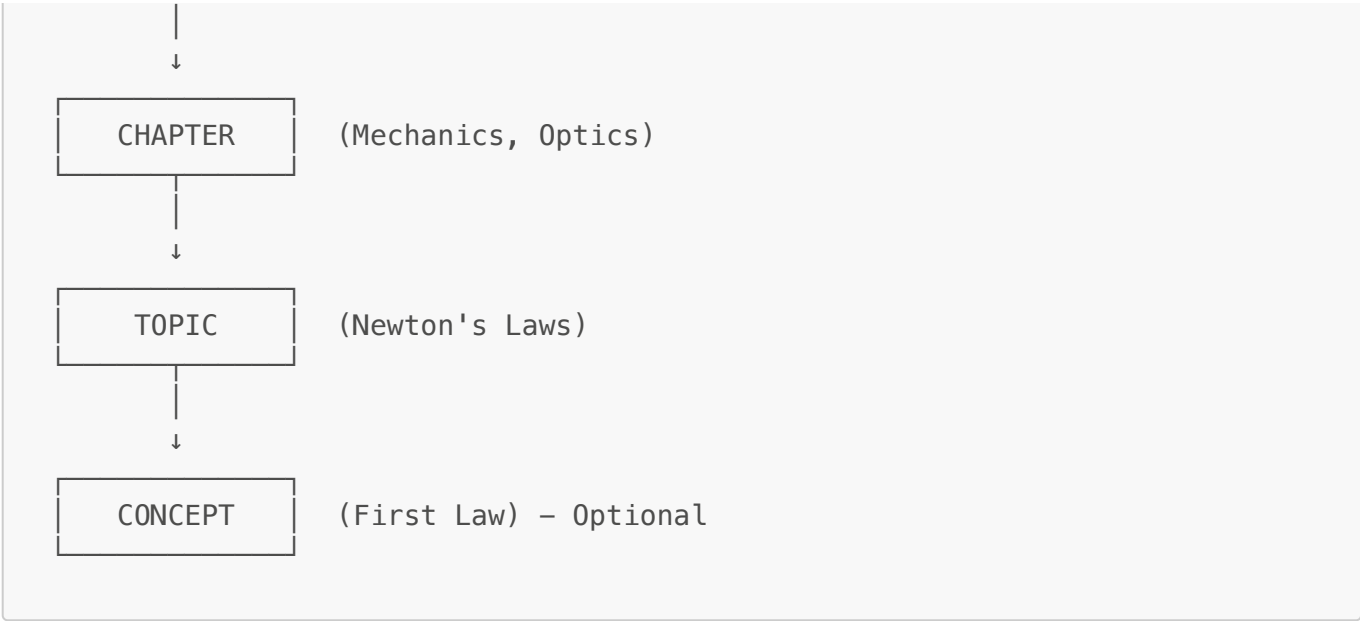 ↓
CHAPTER (Mechanics, Optics)
↓
TOPIC (Newton's Laws)
↓
CONCEPT (First Law) - Optional